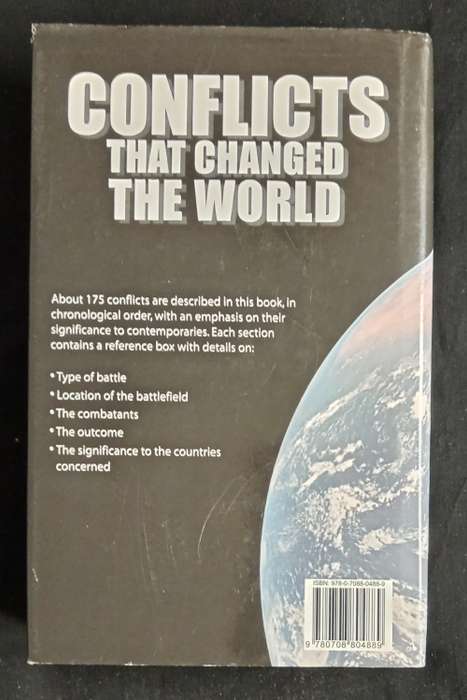 CONFLICTS
THAT CHANGED
THE WORLD
About 175 conflicts are described in this book, in
chronological order, with an emphasis on their
significance to contemporaries. Each section
contains a reference box with details on:
• Type of battle
• Location of the battlefield
• The combatants
• The outcome
• The significance to the countries
concerned
ISBN: 978-0-7088-0488-9
9 780708 804889